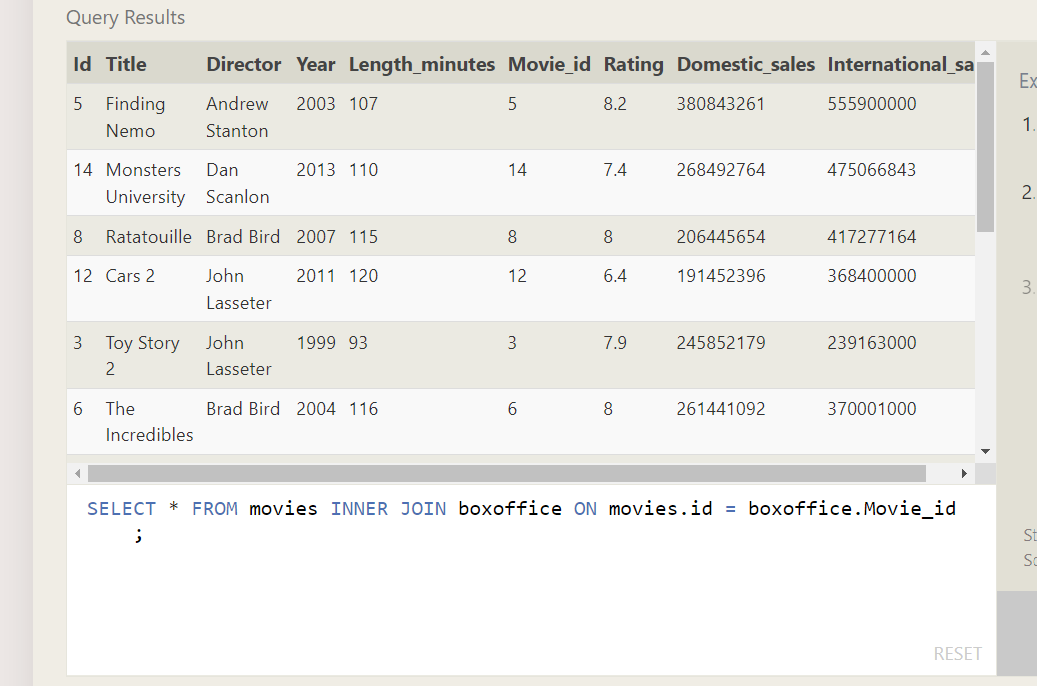 Query Results
Id Title Director Year Length_minutes Movie_id Rating Domestic_sales International_sa
5 Finding Nemo Andrew Stanton 2003 107 5 8.2 380843261 555900000
14 Monsters University Dan Scanlon 2013 110 14 7.4 268492764 475066843
8 Ratatouille Brad Bird 2007 115 8 8 206445654 417277164
12 Cars 2 John Lasseter 2011 120 12 6.4 191452396 368400000
3 Toy Story 2 John Lasseter 1999 93 3 7.9 245852179 239163000
6 The Incredibles Brad Bird 2004 116 6 8 261441092 370001000
SELECT * FROM movies INNER JOIN boxoffice ON movies.id = boxoffice.Movie_id
;
RESET
Ex
1.
2.
3.
St